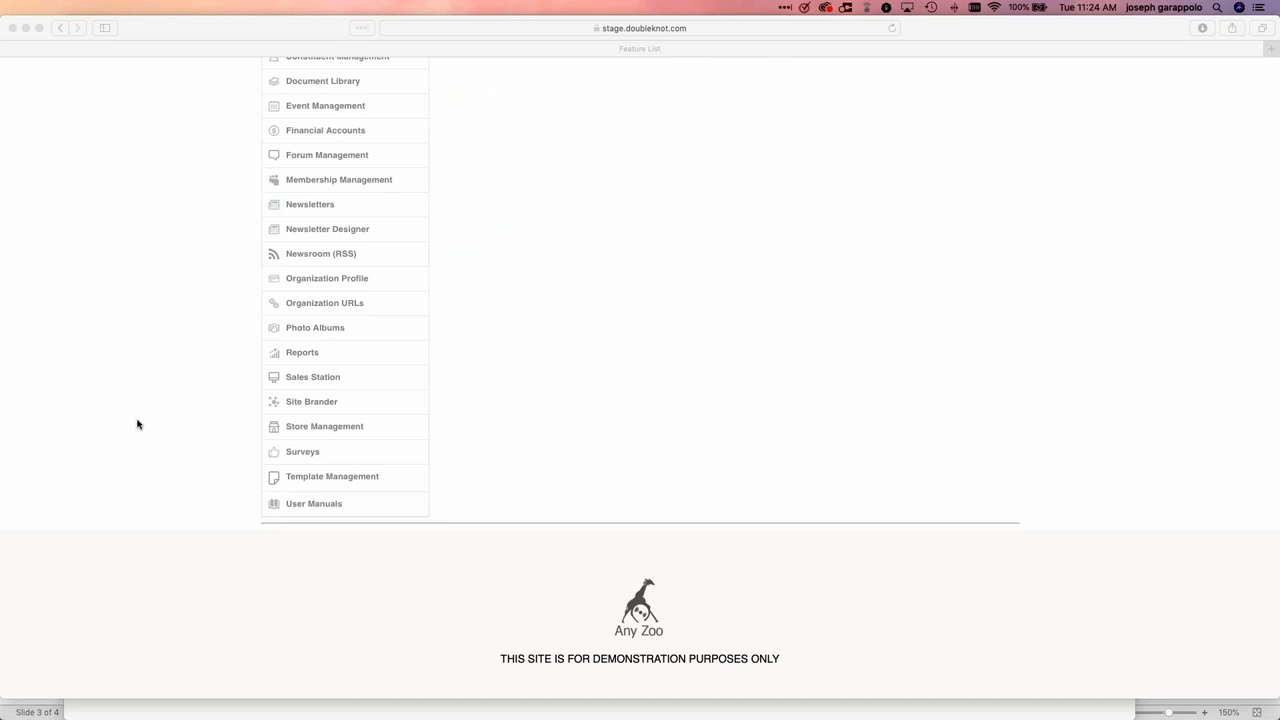 100% Tue 11:24 AM joseph garappolo
stage.doubleknot.com
Feature List
Constituent Management
Document Library
Event Management
Financial Accounts
Forum Management
Membership Management
Newsletters
Newsletter Designer
Newsroom (RSS)
Organization Profile
Organization URLs
Photo Albums
Reports
Sales Station
Site Brander
Store Management
Surveys
Template Management
User Manuals
Any Zoo
THIS SITE IS FOR DEMONSTRATION PURPOSES ONLY
Slide 3 of 4
150%